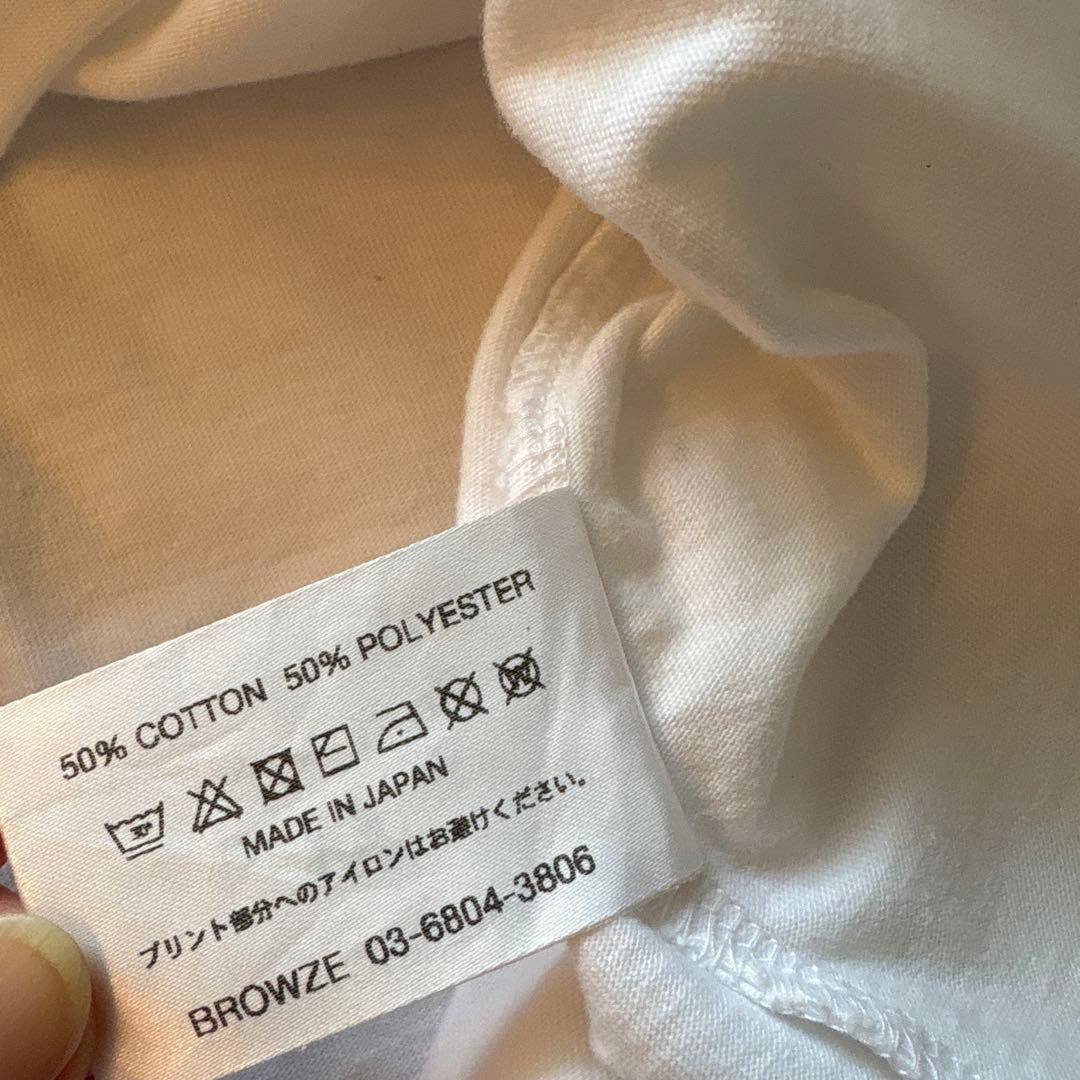 50% COTTON 50% POLYESTER
MADE IN JAPAN
プリント部分へのアイロンはお避けください。
BROWZE 03-6804-3806